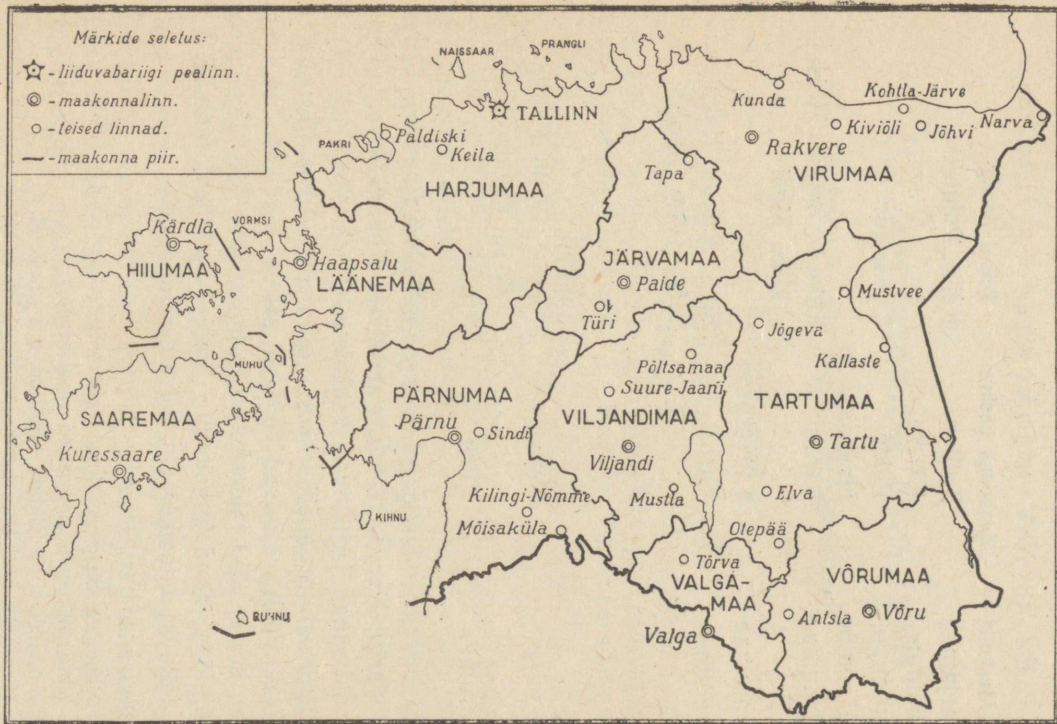 Märkide seletus:
- liiduvabariigi pealinn.
- maakonnalinn.
- teised linnad.
- maakonna piir.
NAISSAAR
PRANGLI
TALLINN
PAKRI
Paldiski
Keila
HARJUMAA
Kunda
Kohtla-Järve
Kiviõli
Jõhvi
Narva
Rakvere
VIRUMAA
Tapa
Kärdla
VORMSI
HIIUMAA
Haapsalu
LÄÄNEMAA
JÄRVAMAA
Paide
Türi
Mustvee
Jõgeva
Kallaste
MUHU
SAAREMAA
Kuressaare
PÄRNUMAA
Pärnu
Sindi
Põltsamaa
Suure-Jaani
VILJANDIMAA
Viljandi
TARTUMAA
Tartu
Mustla
Elva
Kilingi-Nõmme
Mõisaküla
KIHNU
Otepää
Tõrva
VALGA-
MAA
VÕRUMAA
Antsla
Võru
Valga
RUHNU